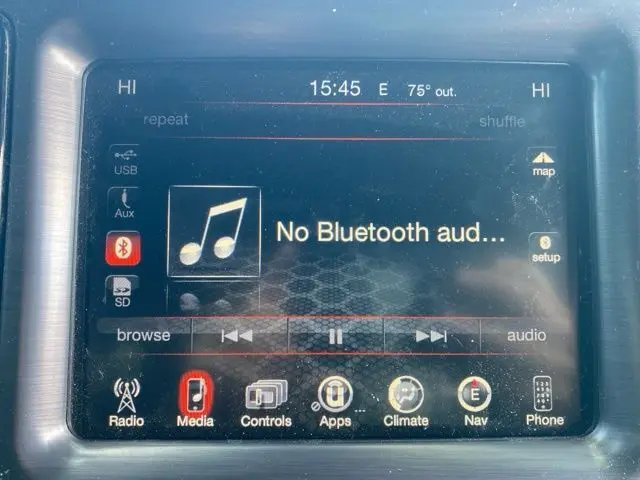 HI 15:45 E 75° out. HI
repeat shuffle
USB
map
Aux
No Bluetooth aud...
setup
SD
browse audio
Radio Media Controls Apps ... Climate E Nav Phone